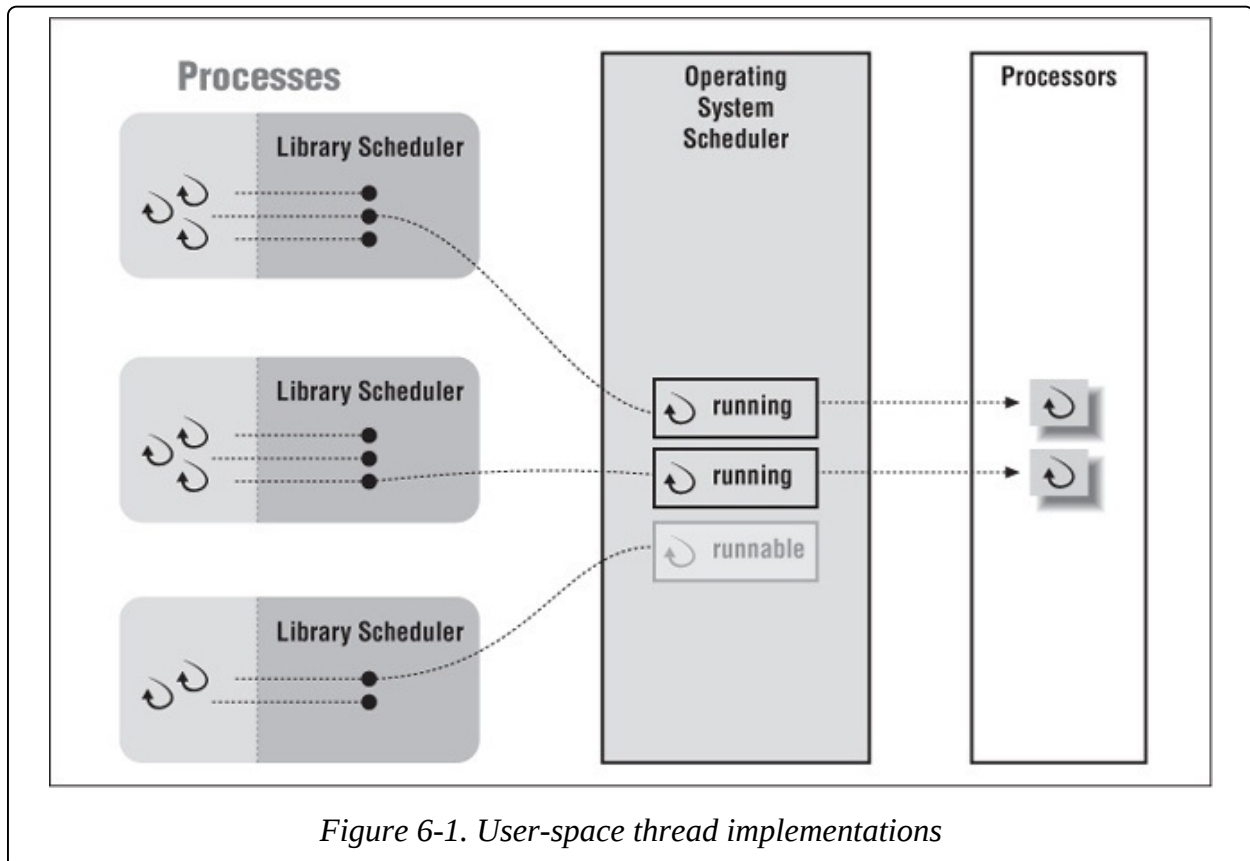 Processes
Library Scheduler
Library Scheduler
Library Scheduler
Operating
System
Scheduler
running
running
runnable
Processors
Figure 6-1. User-space thread implementations